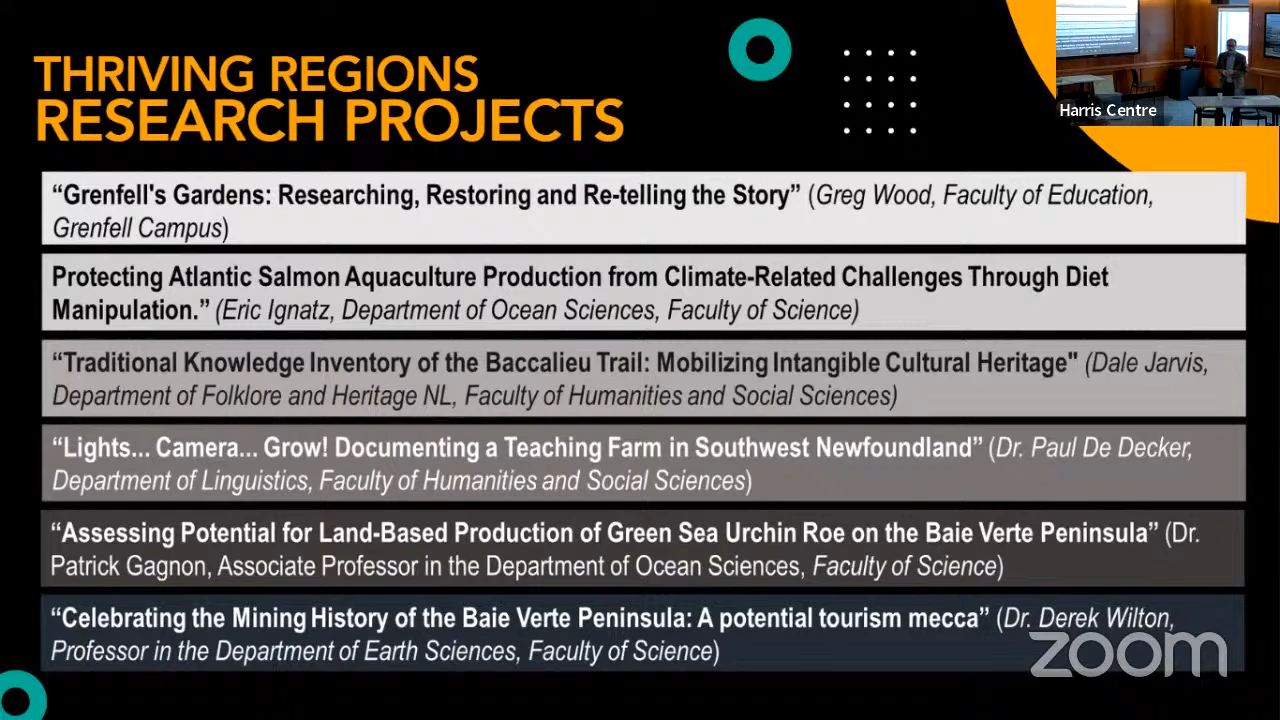 THRIVING REGIONS
RESEARCH PROJECTS
Harris Centre
“Grenfell's Gardens: Researching, Restoring and Re-telling the Story” (Greg Wood, Faculty of Education,
Grenfell Campus)
Protecting Atlantic Salmon Aquaculture Production from Climate-Related Challenges Through Diet
Manipulation.” (Eric Ignatz, Department of Ocean Sciences, Faculty of Science)
“Traditional Knowledge Inventory of the Baccalieu Trail: Mobilizing Intangible Cultural Heritage" (Dale Jarvis,
Department of Folklore and Heritage NL, Faculty of Humanities and Social Sciences)
“Lights... Camera... Grow! Documenting a Teaching Farm in Southwest Newfoundland” (Dr. Paul De Decker,
Department of Linguistics, Faculty of Humanities and Social Sciences)
“Assessing Potential for Land-Based Production of Green Sea Urchin Roe on the Baie Verte Peninsula” (Dr.
Patrick Gagnon, Associate Professor in the Department of Ocean Sciences, Faculty of Science)
“Celebrating the Mining History of the Baie Verte Peninsula: A potential tourism mecca” (Dr. Derek Wilton,
Professor in the Department of Earth Sciences, Faculty of Science)
zoom